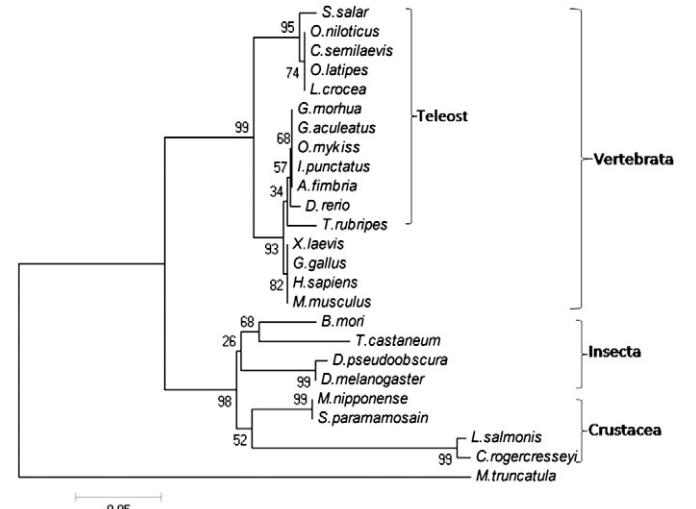 S.salar
95
O.niloticus
C.semilaevis
O.latipes
74
L.crocea
G.morhua
Teleost
G.aculeatus
99
68
O.mykiss
Vertebrata
57
I.punctatus
34
A.fimbria
D.rerio
T.rubripes
93
X.laevis
G.gallus
82
H.sapiens
M.musculus
68
B.mori
26
T.castaneum
Insecta
D.pseudoobscura
99
D.melanogaster
98
99
M.nipponense
S.paramamosain
Crustacea
52
L.salmonis
99
C.rogercresseyi
M.truncatula